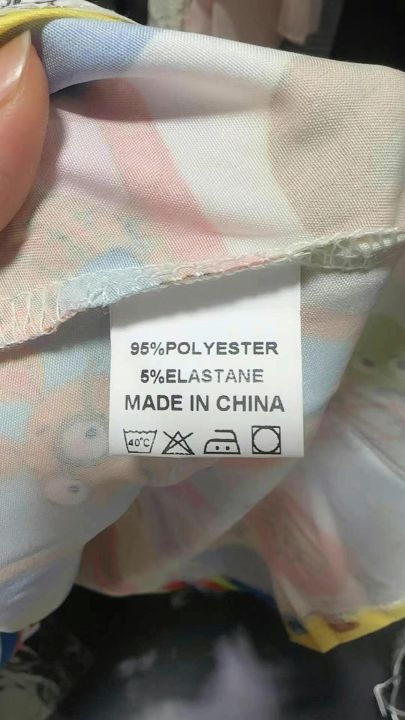 95%POLYESTER
5%ELASTANE
MADE IN CHINA
40°C